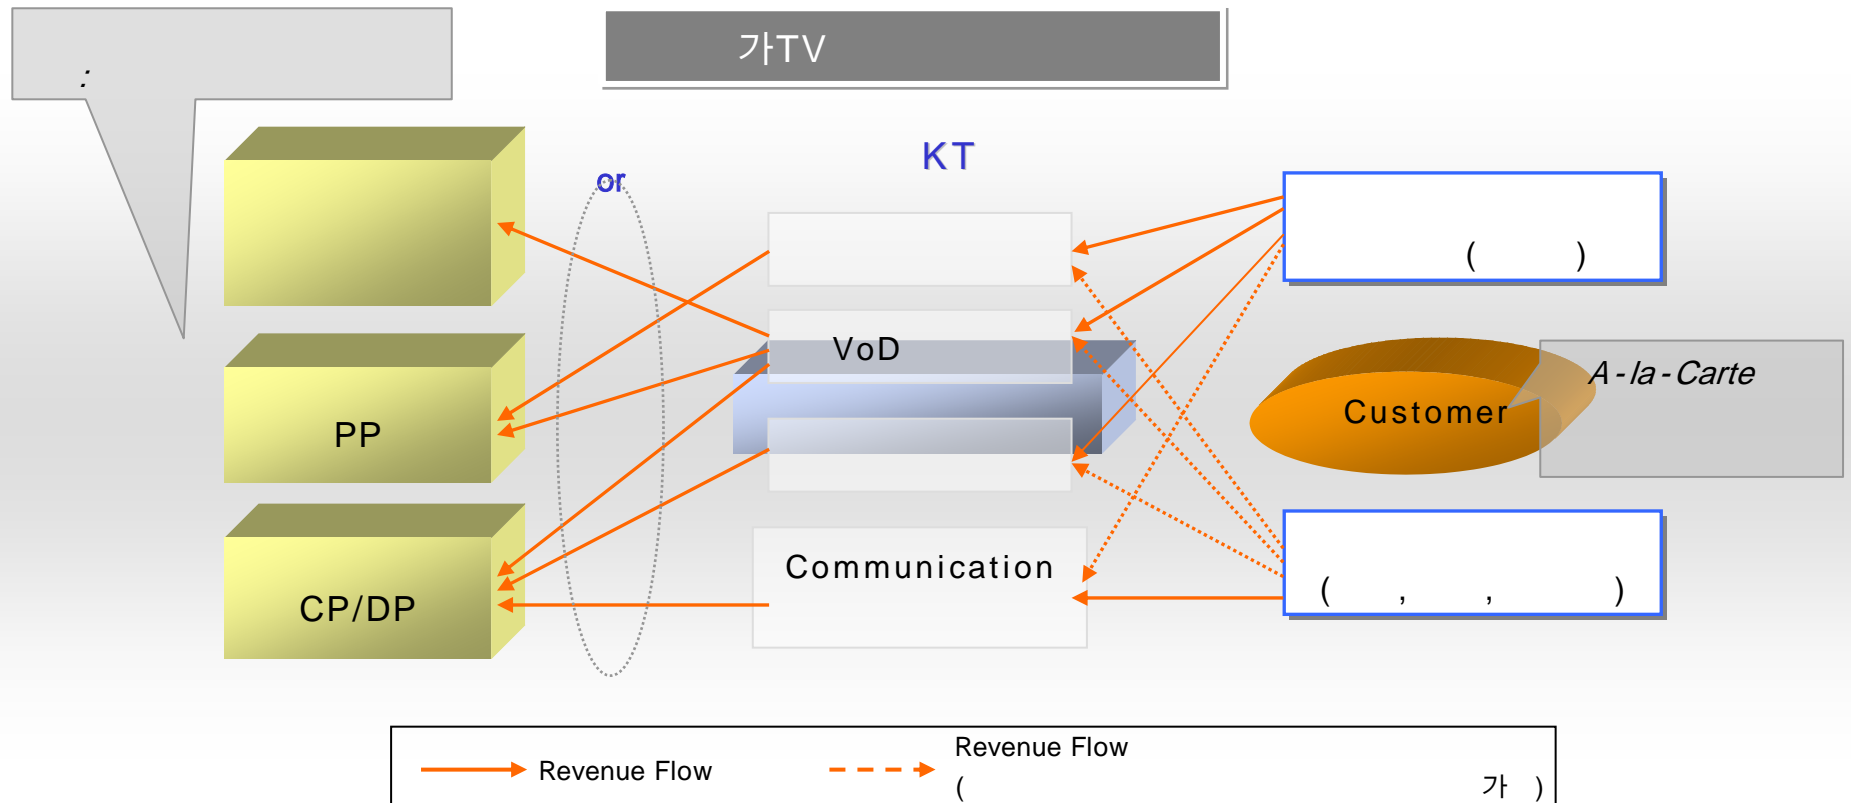 :
가TV
KT
or
( )
VoD
A-la-Carte
Customer
PP
Communication
CP/DP
( , , )
Revenue Flow
Revenue Flow
( 가 )